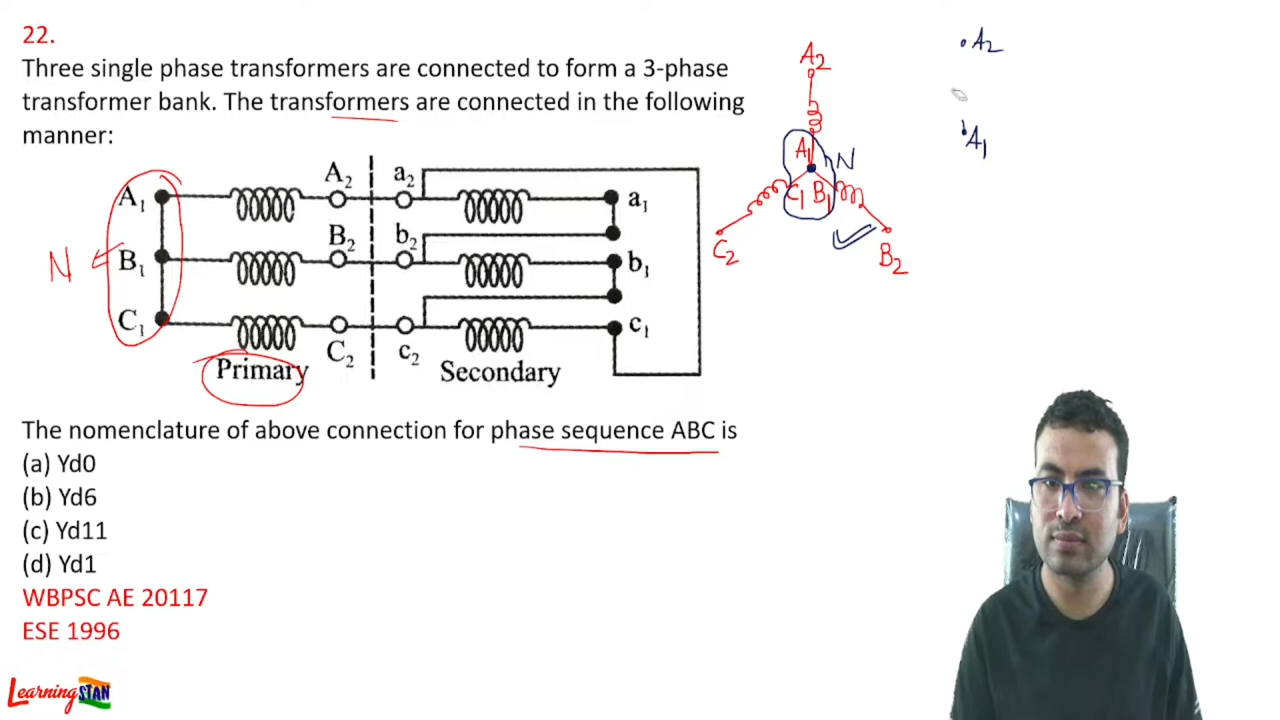 22.
Three single phase transformers are connected to form a 3-phase
transformer bank. The transformers are connected in the following
manner:
A₁ A₂ a₂ a₁
N B₁ B₂ b₂ b₁
C₁ C₂ c₂ c₁
Primary Secondary
A₂
A₁ N
C₁ B₁
C₂ B₂
A₂
A₁
The nomenclature of above connection for phase sequence ABC is
(a) Yd0
(b) Yd6
(c) Yd11
(d) Yd1
WBPSC AE 20117
ESE 1996
LearningSTAN